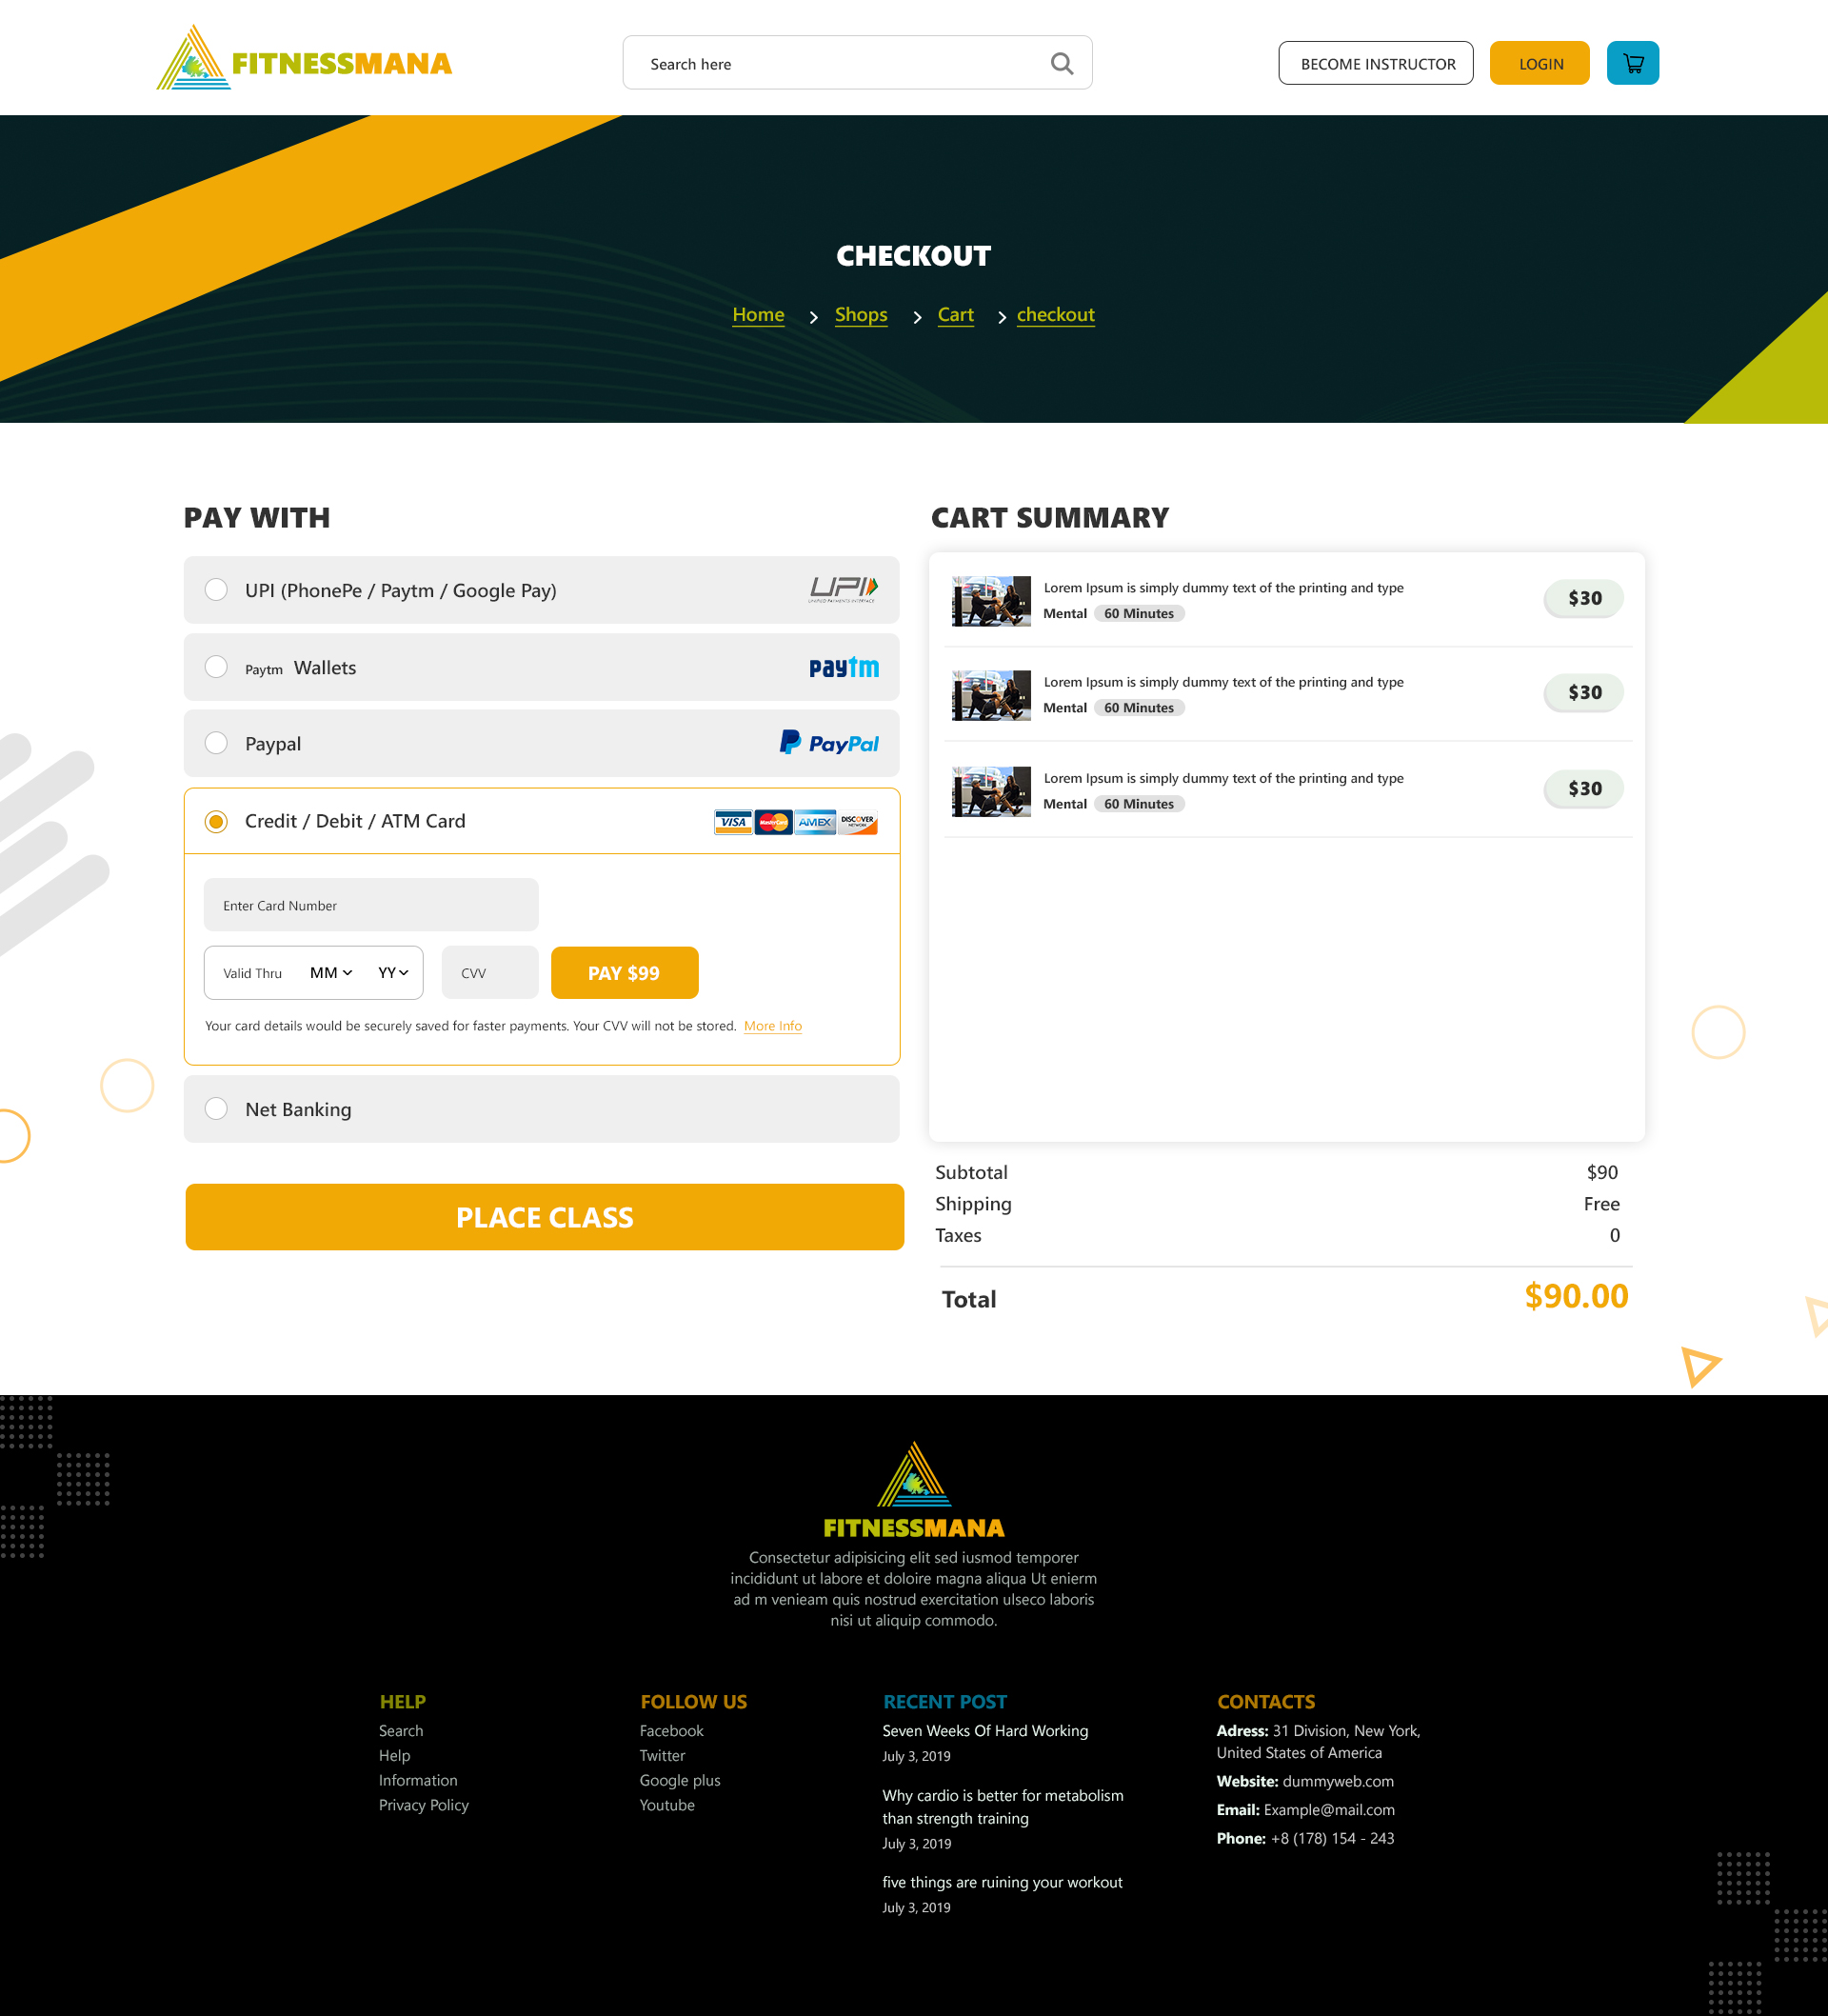 FITNESSMANA
Search here
BECOME INSTRUCTOR
LOGIN
CHECKOUT
Home > Shops > Cart > checkout
PAY WITH
UPI (PhonePe / Paytm / Google Pay)
UPI
UNIFIED PAYMENTS INTERFACE
Paytm Wallets
paytm
Paypal
PayPal
Credit / Debit / ATM Card
VISA MasterCard AMEX DISCOVER
NETWORK
Enter Card Number
Valid Thru MM YY
CVV
PAY $99
Your card details would be securely saved for faster payments. Your CVV will not be stored. More Info
Net Banking
PLACE CLASS
CART SUMMARY
Lorem Ipsum is simply dummy text of the printing and type
Mental 60 Minutes
$30
Lorem Ipsum is simply dummy text of the printing and type
Mental 60 Minutes
$30
Lorem Ipsum is simply dummy text of the printing and type
Mental 60 Minutes
$30
Subtotal $90
Shipping Free
Taxes 0
Total $90.00
FITNESSMANA
Consectetur adipisicing elit sed iusmod temporer
incididunt ut labore et doloire magna aliqua Ut enierm
ad m venieam quis nostrud exercitation ulseco laboris
nisi ut aliquip commodo.
HELP
Search
Help
Information
Privacy Policy
FOLLOW US
Facebook
Twitter
Google plus
Youtube
RECENT POST
Seven Weeks Of Hard Working
July 3, 2019
Why cardio is better for metabolism
than strength training
July 3, 2019
five things are ruining your workout
July 3, 2019
CONTACTS
Adress: 31 Division, New York,
United States of America
Website: dummyweb.com
Email: Example@mail.com
Phone: +8 (178) 154 - 243